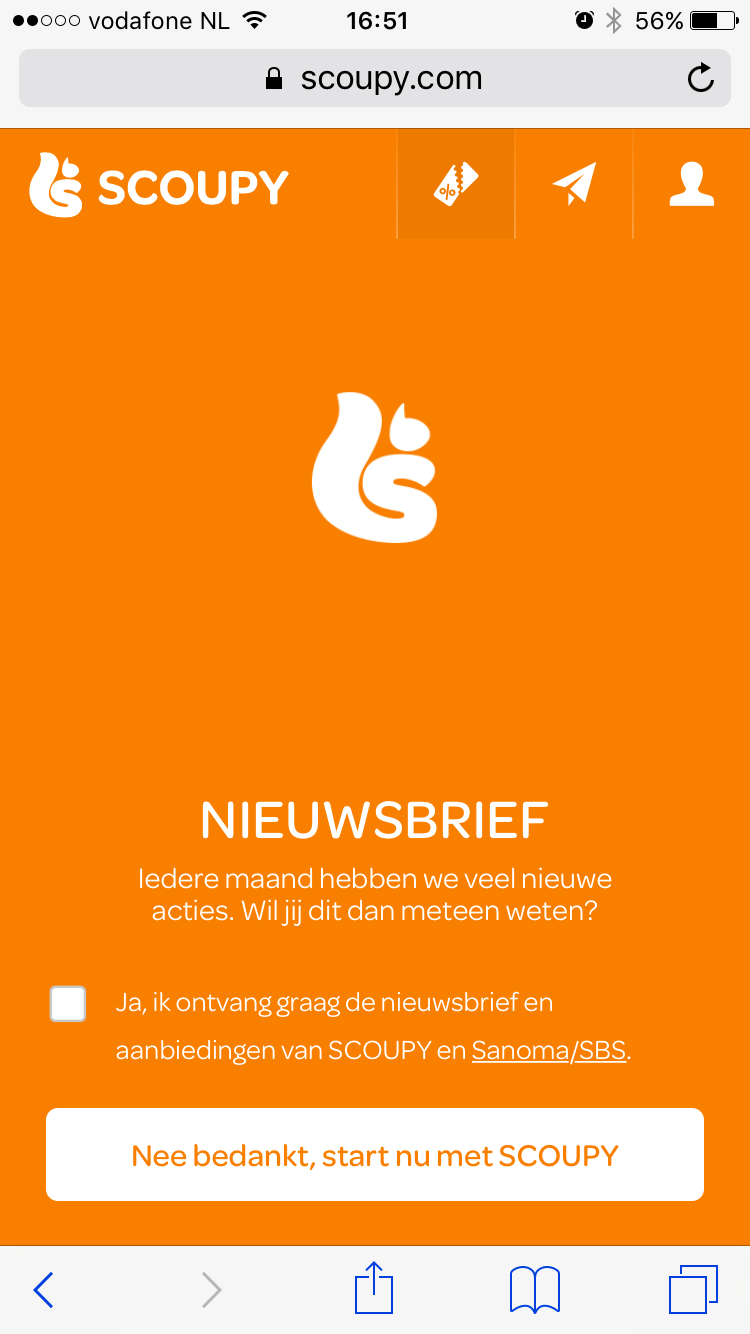 vodafone NL 16:51 56%
scoupy.com
SCOUPY %
NIEUWSBRIEF
Iedere maand hebben we veel nieuwe
acties. Wil jij dit dan meteen weten?
Ja, ik ontvang graag de nieuwsbrief en
aanbiedingen van SCOUPY en Sanoma/SBS.
Nee bedankt, start nu met SCOUPY